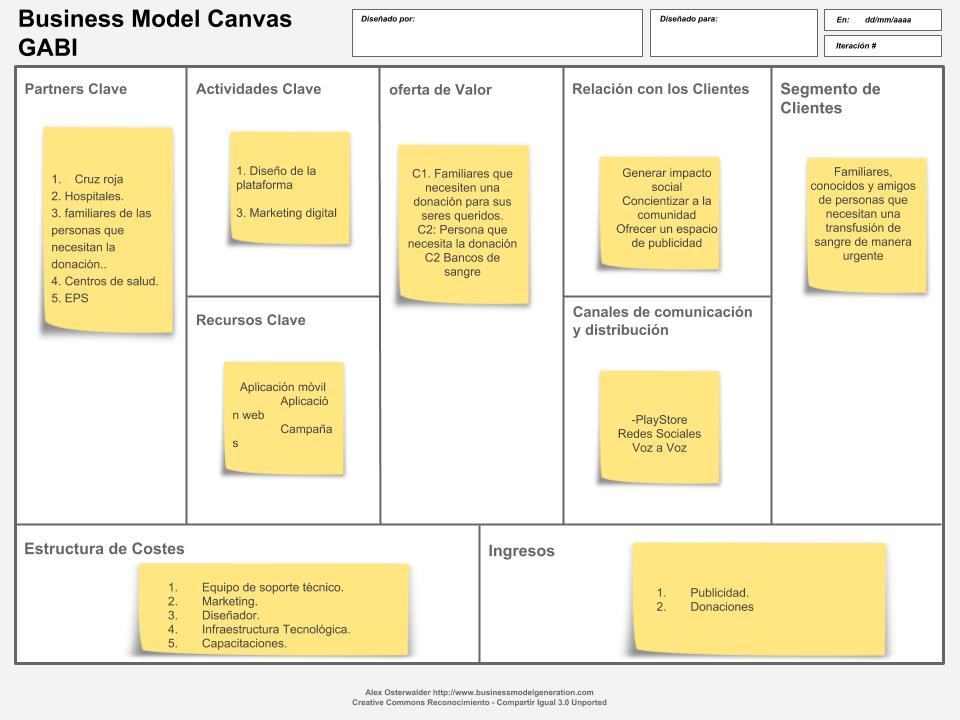 Business Model Canvas
GABI
Diseñado por:
Diseñado para:
En: dd/mm/aaaa
Iteración #
Partners Clave
1. Cruz roja
2. Hospitales.
3. familiares de las
personas que
necesitan la
donación..
4. Centros de salud.
5. EPS
Actividades Clave
1. Diseño de la
plataforma
3. Marketing digital
Recursos Clave
Aplicación móvil
Aplicació
n web
Campaña
s
oferta de Valor
C1. Familiares que
necesiten una
donación para sus
seres queridos.
C2: Persona que
necesita la donación
C2 Bancos de
sangre
Relación con los Clientes
Generar impacto
social
Concientizar a la
comunidad
Ofrecer un espacio
de publicidad
Canales de comunicación
y distribución
-PlayStore
Redes Sociales
Voz a Voz
Segmento de
Clientes
Familiares,
conocidos y amigos
de personas que
necesitan una
transfusión de
sangre de manera
urgente
Estructura de Costes
1. Equipo de soporte técnico.
2. Marketing.
3. Diseñador.
4. Infraestructura Tecnológica.
5. Capacitaciones.
Ingresos
1. Publicidad.
2. Donaciones
Alex Osterwalder http://www.businessmodelgeneration.com
Creative Commons Reconocimiento - Compartir Igual 3.0 Unported